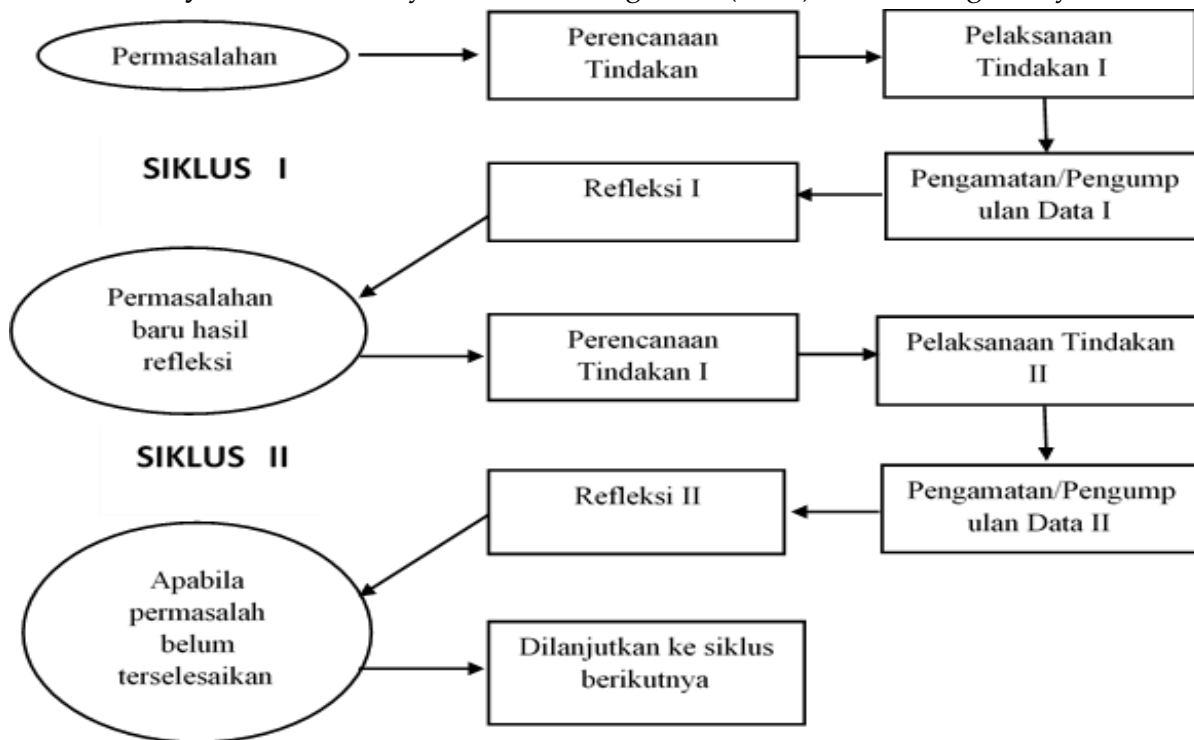 Permasalahan
Perencanaan
Tindakan
Pelaksanaan
Tindakan I
SIKLUS I
Refleksi I
Pengamatan/Pengump
ulan Data I
Permasalahan
baru hasil
refleksi
Perencanaan
Tindakan I
Pelaksanaan Tindakan
II
SIKLUS II
Refleksi II
Pengamatan/Pengump
ulan Data II
Apabila
permasalah
belum
terselesaikan
Dilanjutkan ke siklus
berikutnya